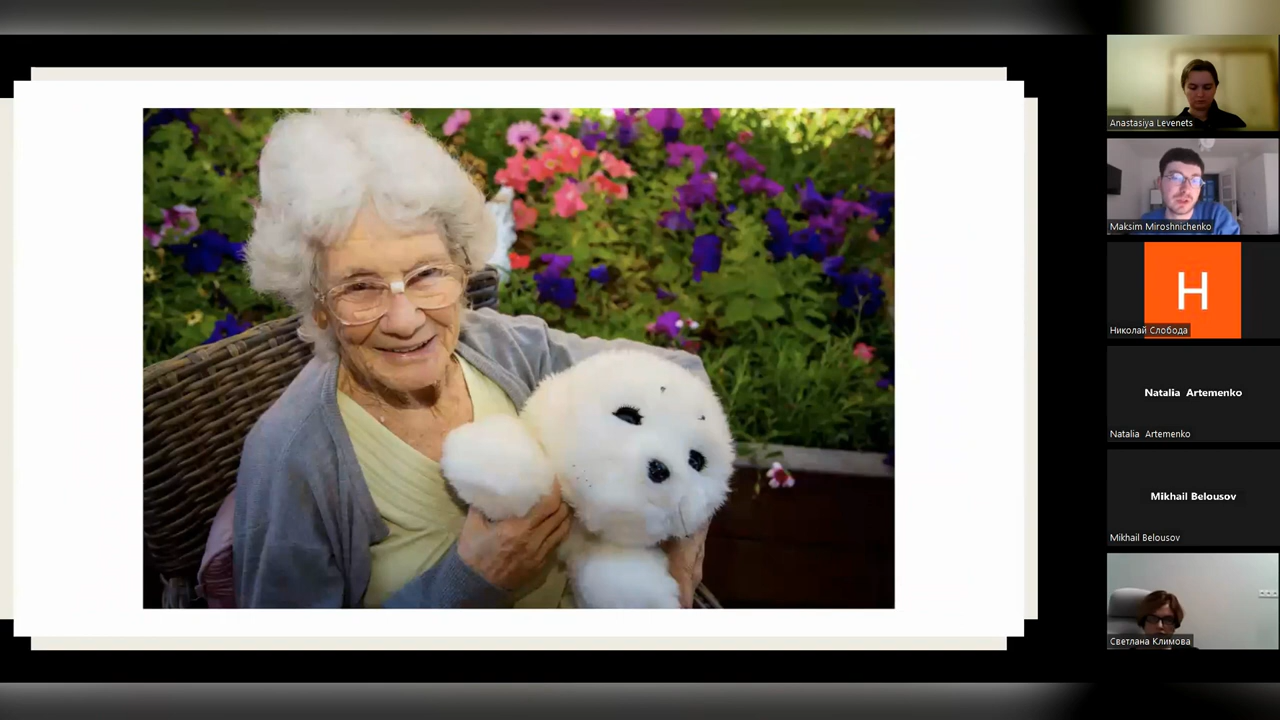 Anastasiya Levenets
Maksim Miroshnichenko
H
Николай Слобода
Natalia Artemenko
Natalia Artemenko
Mikhail Belousov
Mikhail Belousov
Светлана Климова